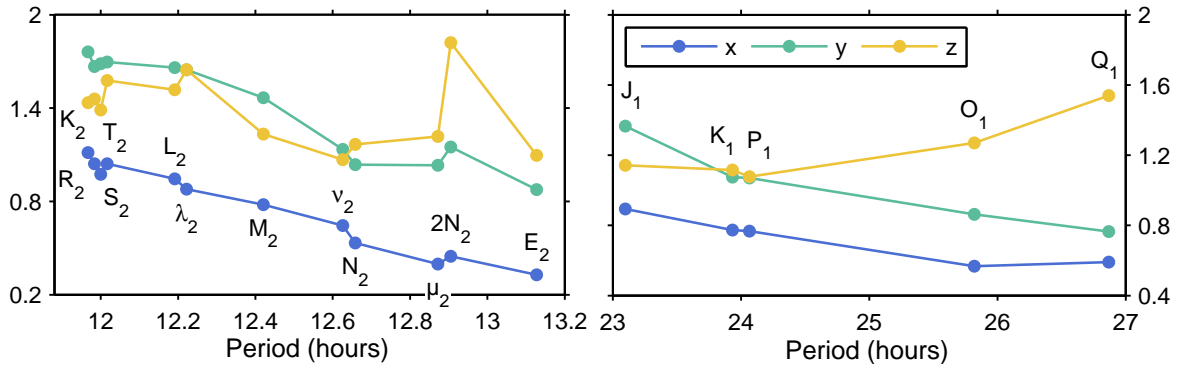 2
1.4
0.8
0.2
K₂
R₂
T₂
S₂
L₂
λ₂
M₂
ν₂
N₂
2N₂
μ₂
E₂
12 12.2 12.4 12.6 12.8 13 13.2
Period (hours)
x y z
J₁
K₁
P₁
O₁
Q₁
2
1.6
1.2
0.8
0.4
23 24 25 26 27
Period (hours)